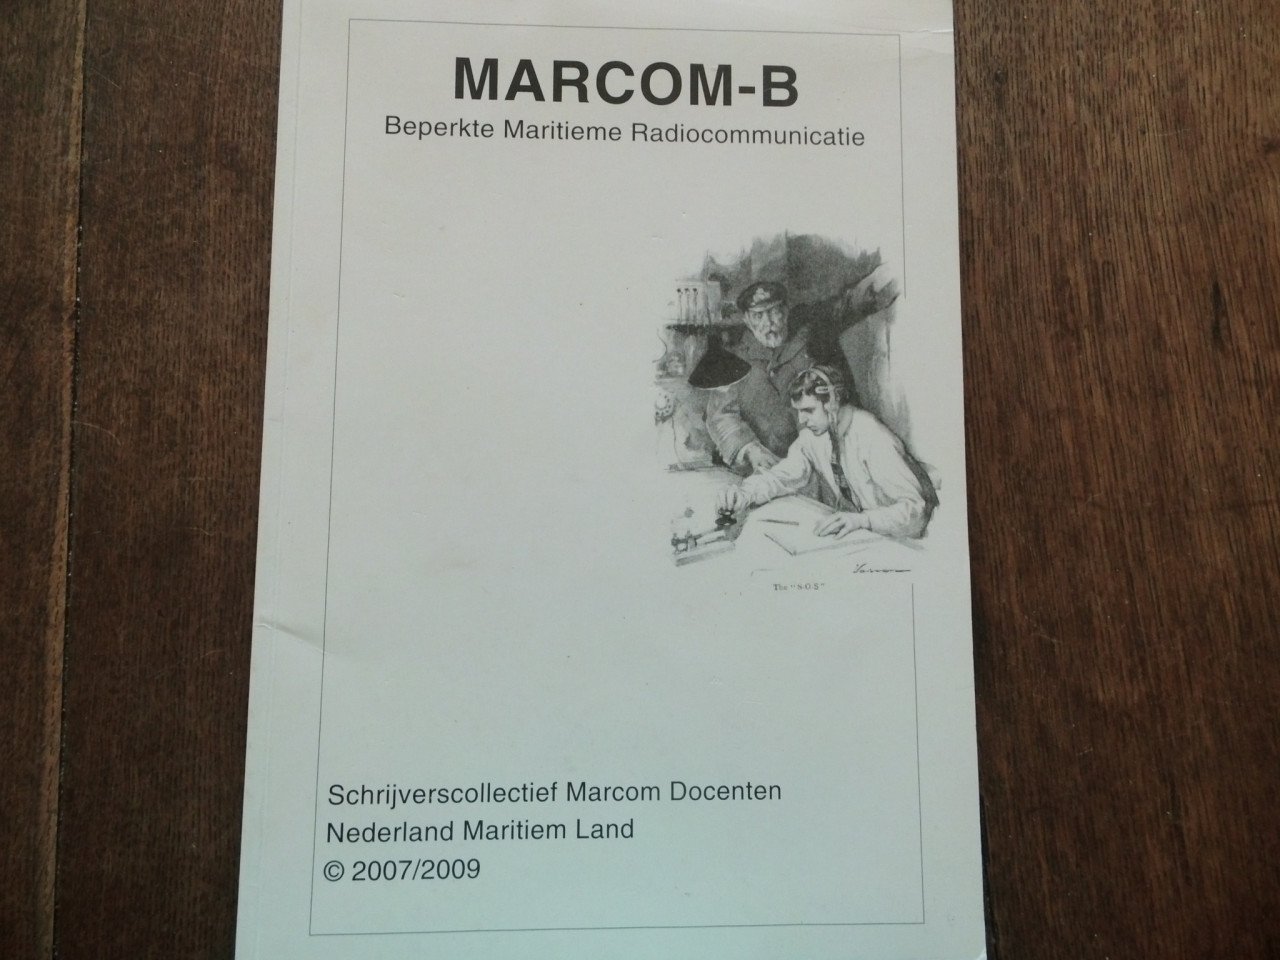 MARCOM-B
Beperkte Maritieme Radiocommunicatie
The "S·O·S"
Schrijverscollectief Marcom Docenten
Nederland Maritiem Land
© 2007/2009